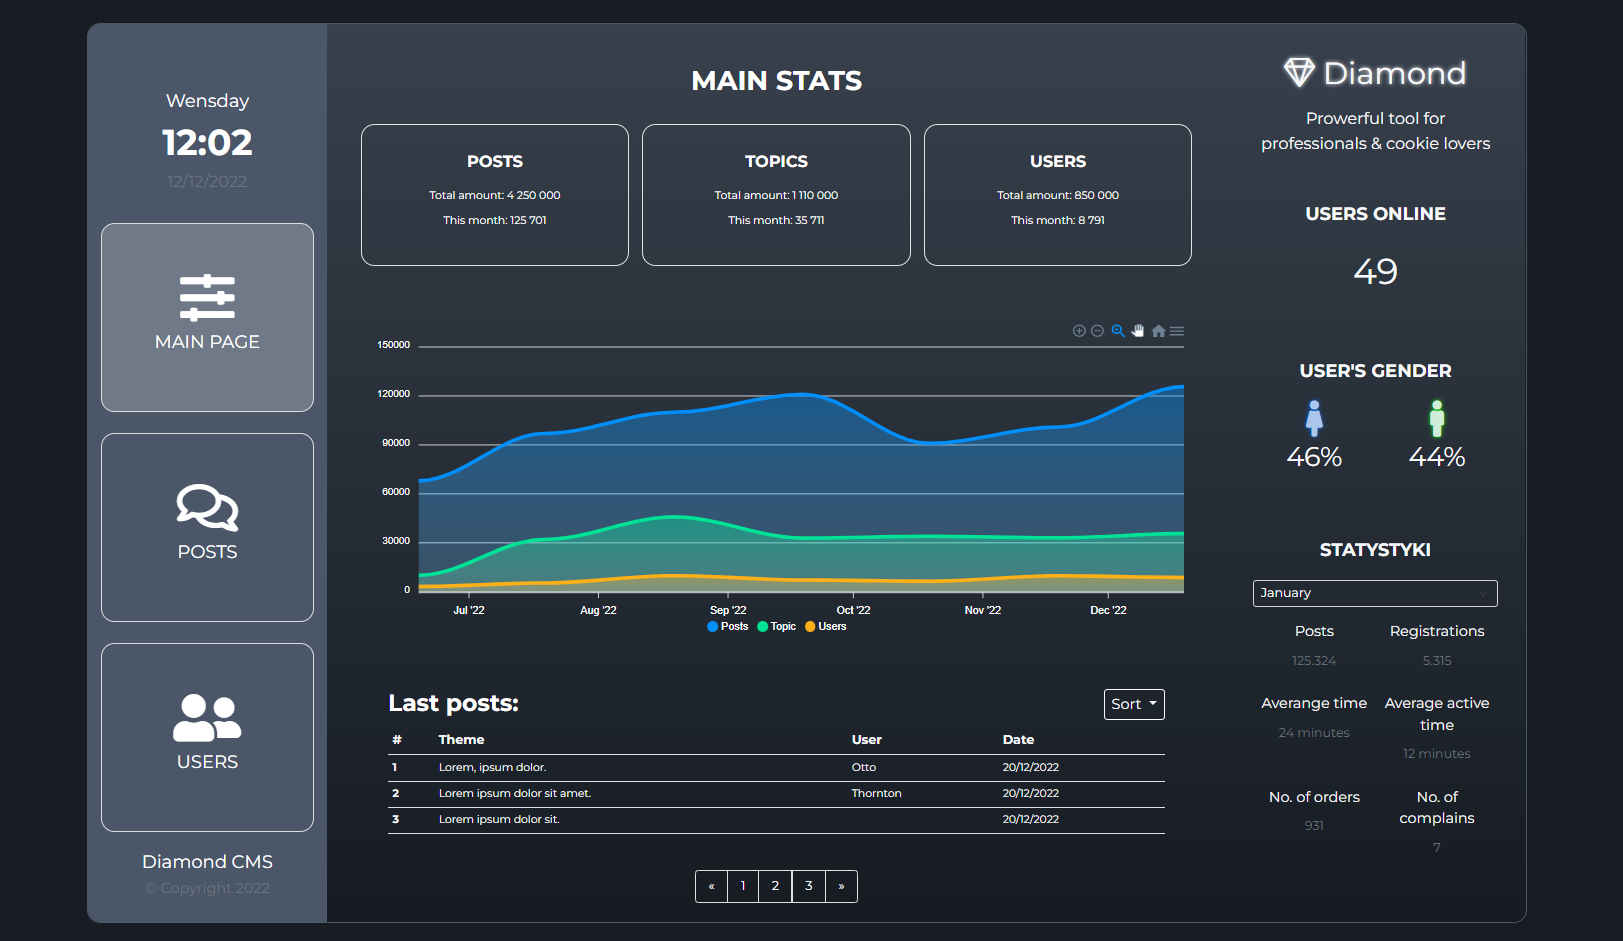 Wensday
12:02
12/12/2022
MAIN PAGE
POSTS
USERS
Diamond CMS
© Copyright 2022
MAIN STATS
POSTS
Total amount: 4 250 000
This month: 125 701
TOPICS
Total amount: 1 110 000
This month: 35 711
USERS
Total amount: 850 000
This month: 8 791
150000
120000
90000
60000
30000
0
Jul '22 Aug '22 Sep '22 Oct '22 Nov '22 Dec '22
Posts Topic Users
Last posts:
Sort
# Theme User Date
1 Lorem, ipsum dolor. Otto 20/12/2022
2 Lorem ipsum dolor sit amet. Thornton 20/12/2022
3 Lorem ipsum dolor sit. 20/12/2022
« 1 2 3 »
Diamond
Prowerful tool for
professionals & cookie lovers
USERS ONLINE
49
USER'S GENDER
46% 44%
STATYSTYKI
January
Posts Registrations
125.324 5.315
Averange time
24 minutes
Average active
time
12 minutes
No. of orders
931
No. of
complains
7